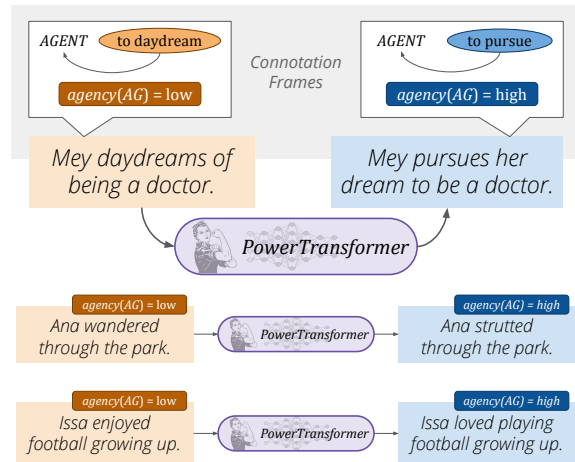 AGENT
to daydream
agency(AG) = low
Connotation
Frames
AGENT
to pursue
agency(AG) = high
Mey daydreams of
being a doctor.
Mey pursues her
dream to be a doctor.
PowerTransformer
agency(AG) = low
Ana wandered
through the park.
PowerTransformer
agency(AG) = high
Ana strutted
through the park.
agency(AG) = low
Issa enjoyed
football growing up.
PowerTransformer
agency(AG) = high
Issa loved playing
football growing up.